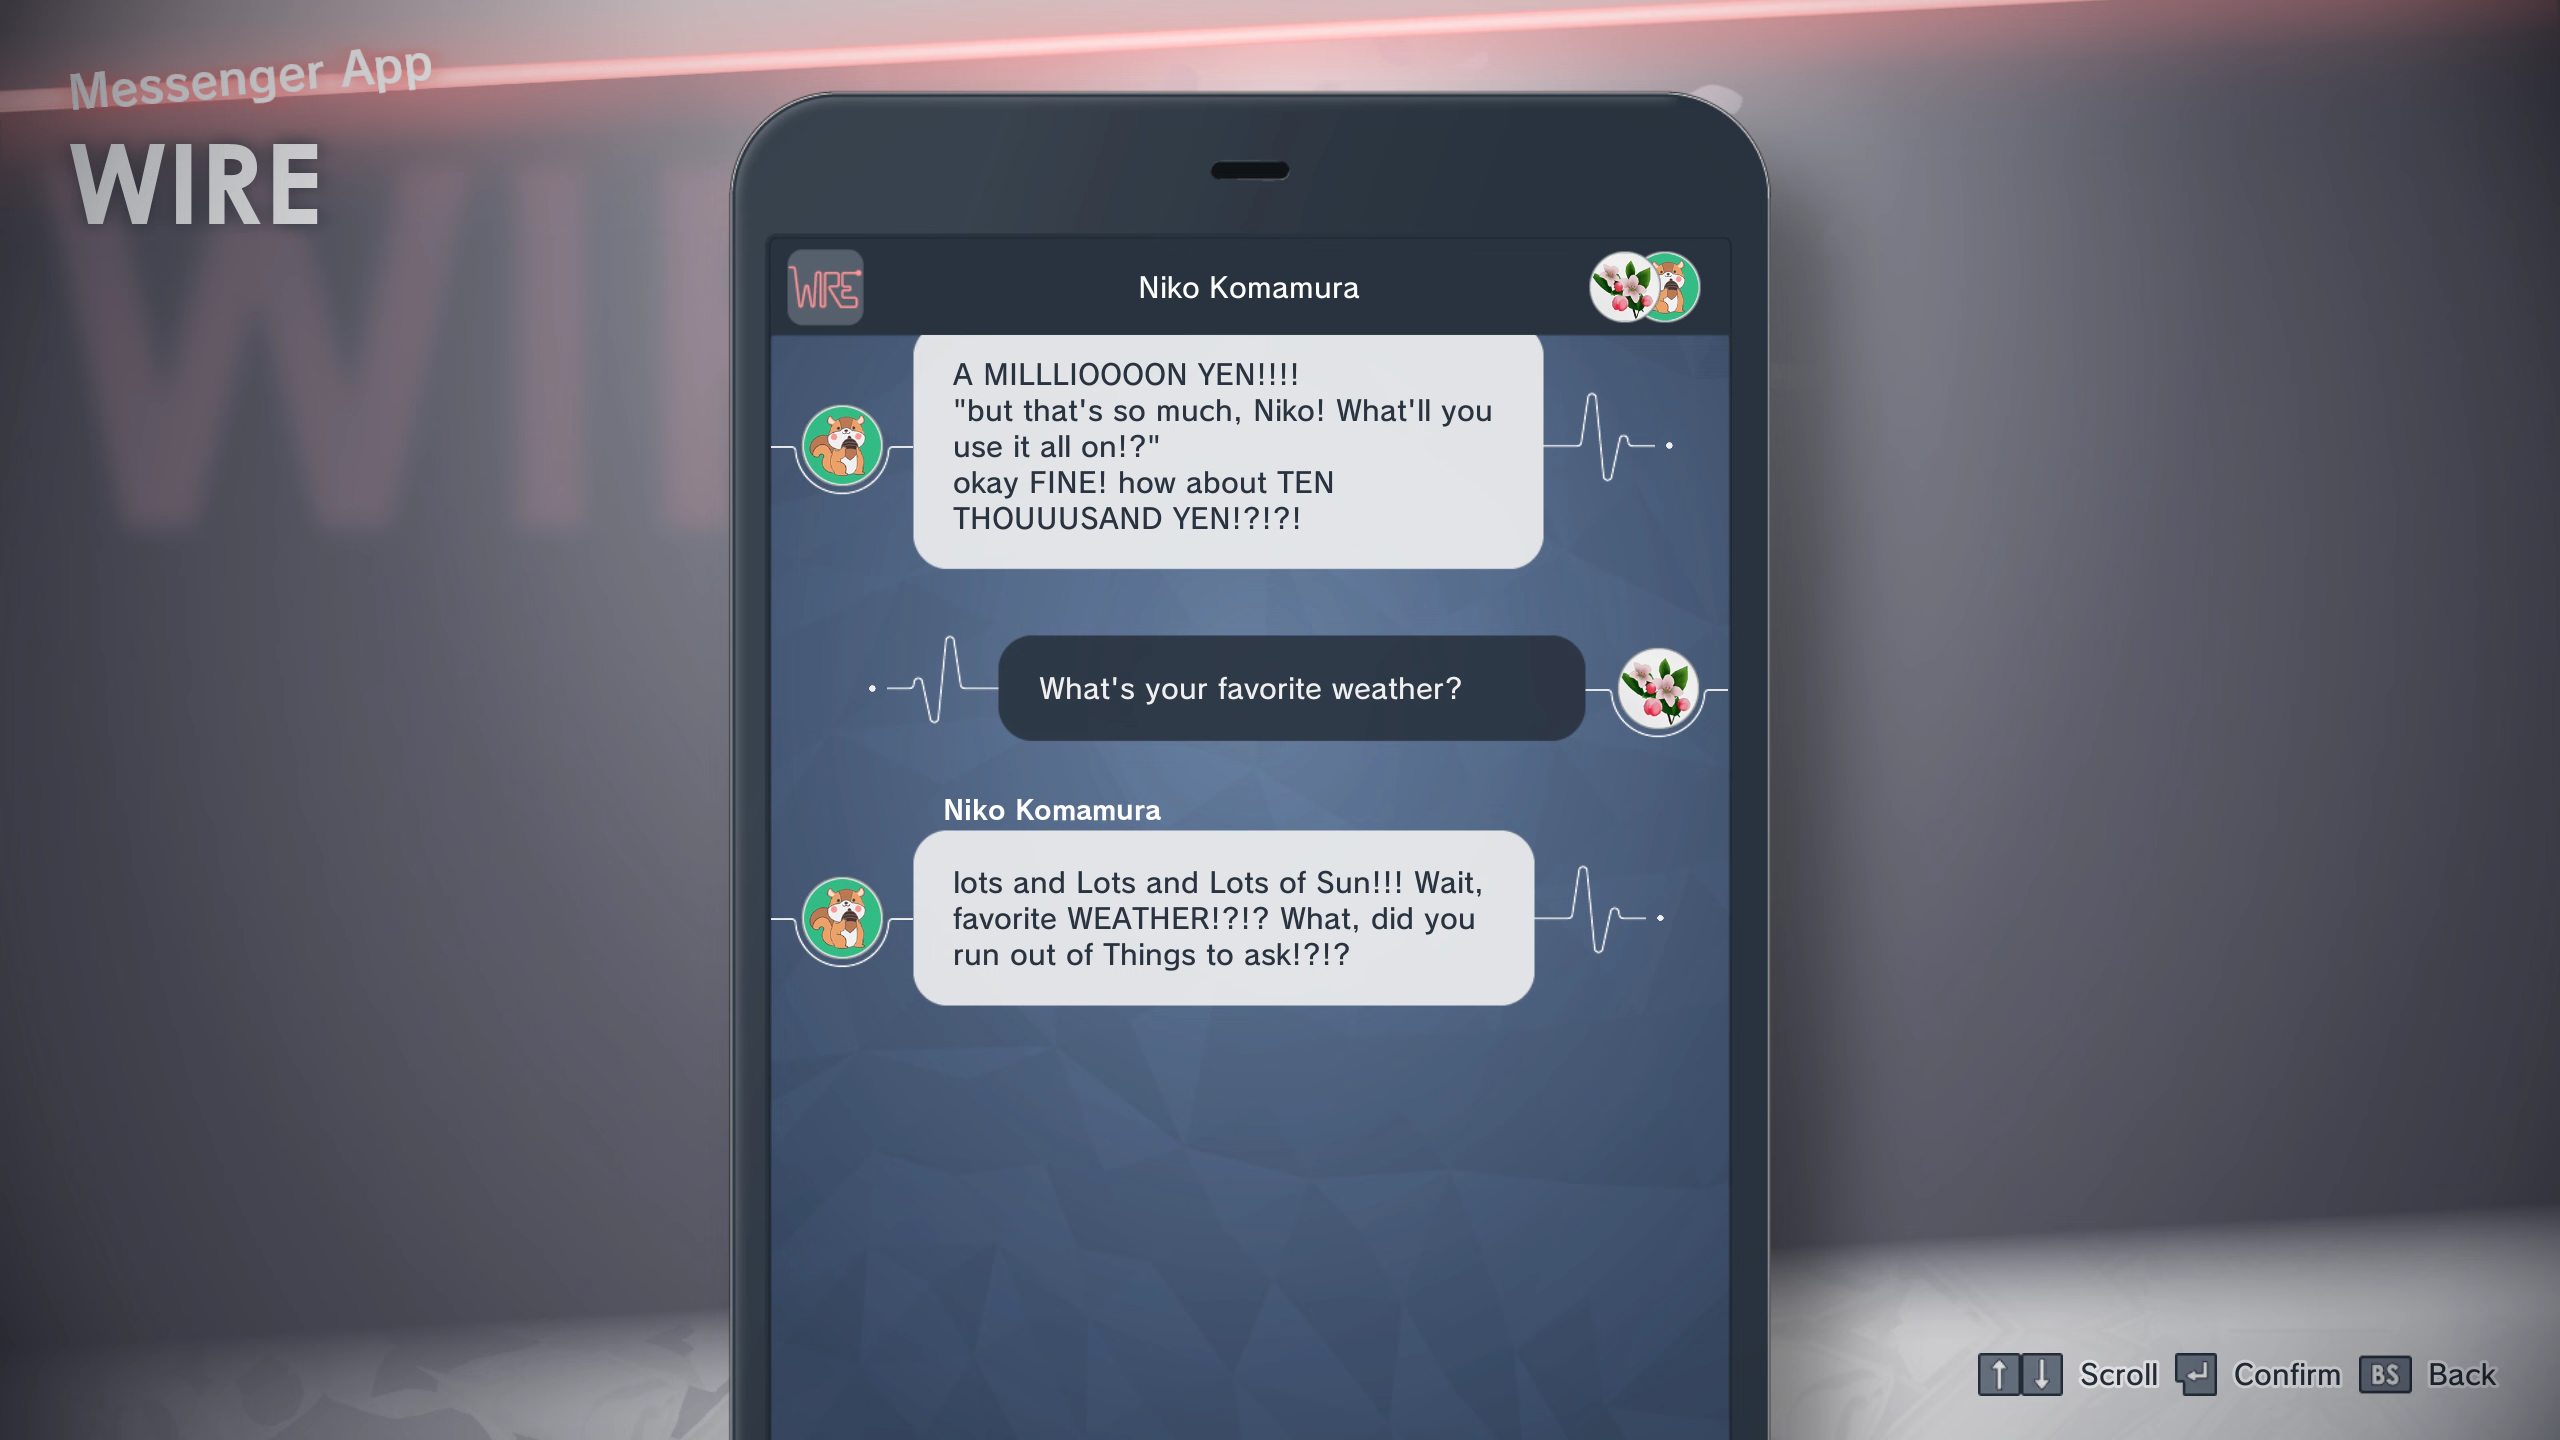 Messenger App
WIRE
WIRE
Niko Komamura
A MILLLIOOOON YEN!!!!
"but that's so much, Niko! What'll you
use it all on!?"
okay FINE! how about TEN
THOUUUSAND YEN!?!?!
What's your favorite weather?
Niko Komamura
lots and Lots and Lots of Sun!!! Wait,
favorite WEATHER!?!? What, did you
run out of Things to ask!?!?
↑ ↓ Scroll Confirm BS Back